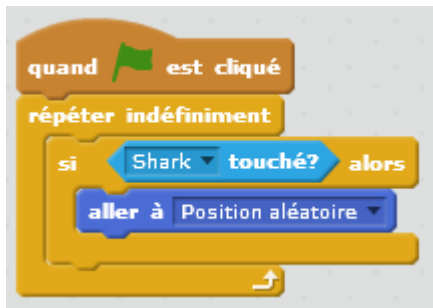 quand est cliqué
répéter indéfiniment
si Shark touché? alors
aller à Position aléatoire